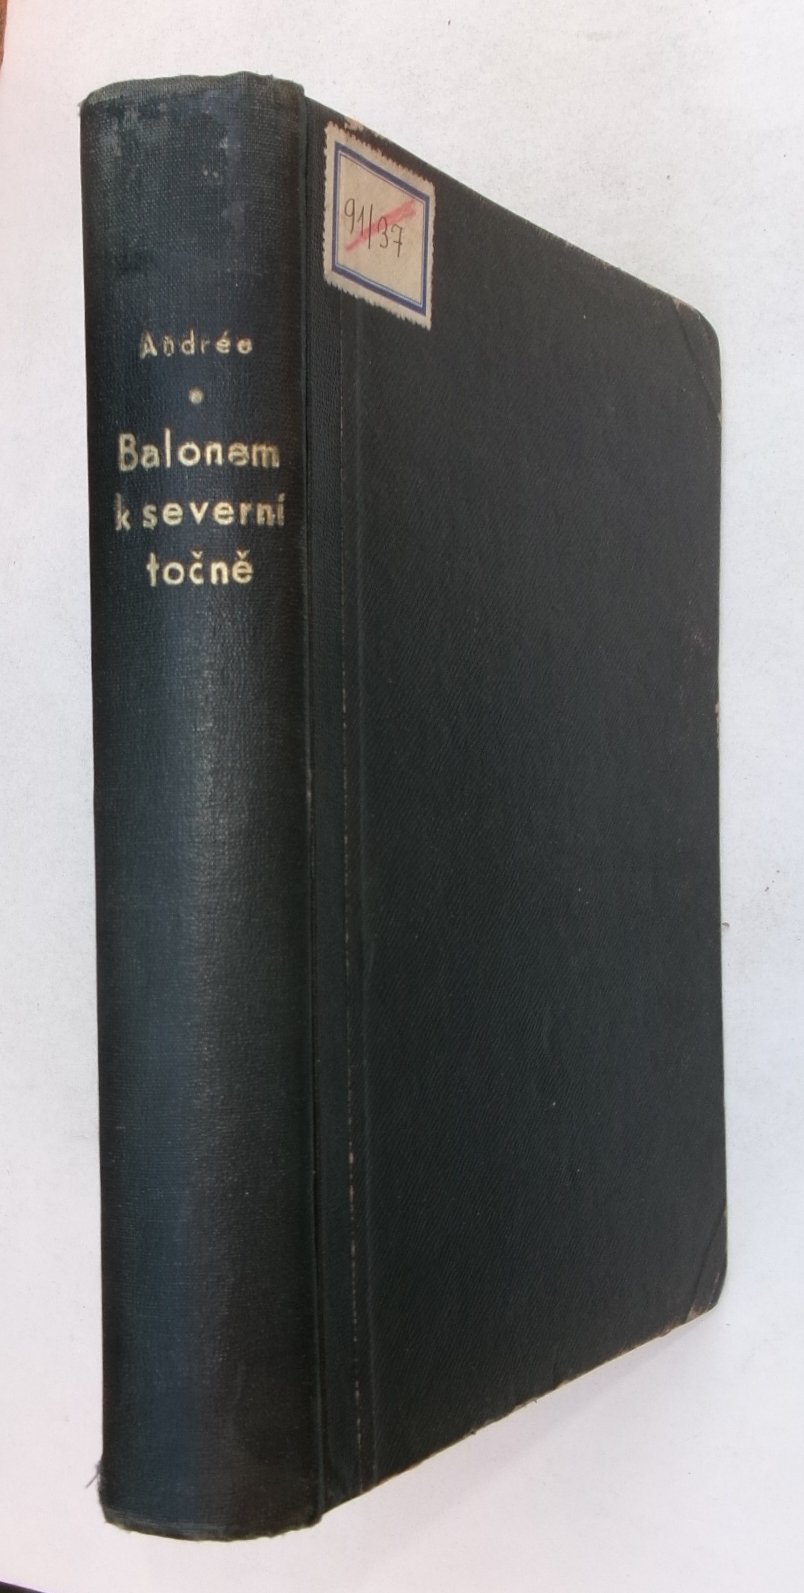 Andrée
Balonem
k severní
točně
91/37